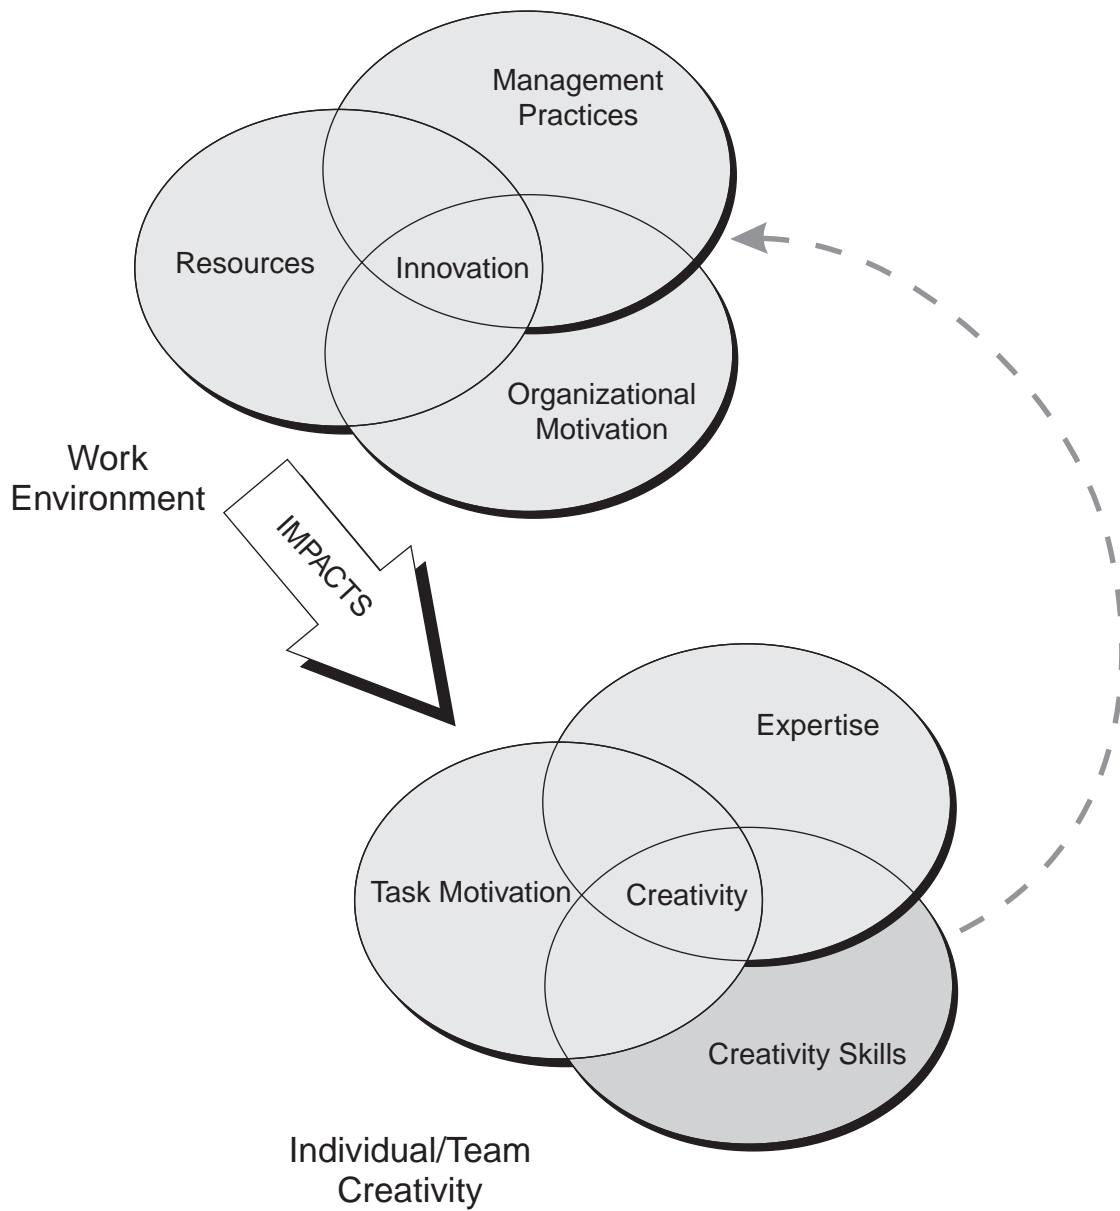 Management
Practices
Resources
Innovation
Organizational
Motivation
Work
Environment
IMPACTS
Expertise
Task Motivation
Creativity
Creativity Skills
Individual/Team
Creativity